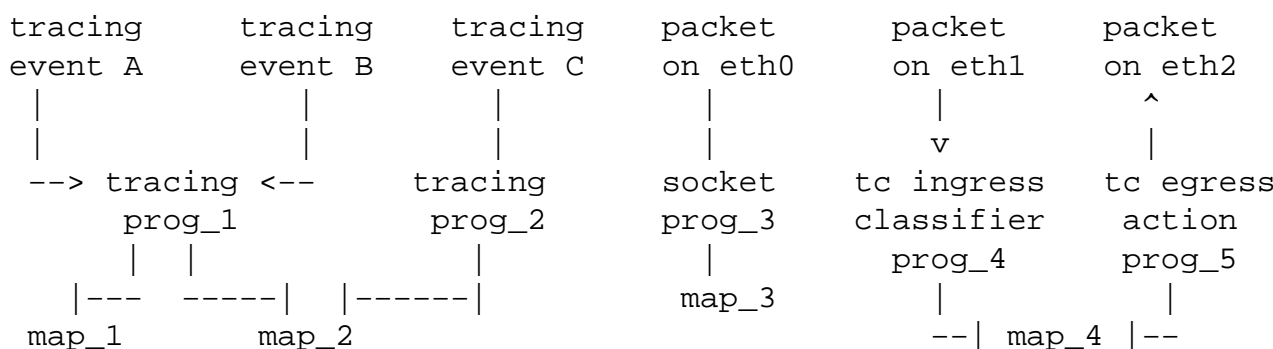 tracing tracing tracing packet packet packet
event A event B event C on eth0 on eth1 on eth2
| | | | | ^
| | | | v |
--> tracing <-- tracing socket tc ingress tc egress
prog_1 prog_2 prog_3 classifier action
| | | | prog_4 prog_5
|--- -----| |------| map_3 | |
map_1 map_2 --| map_4 |--